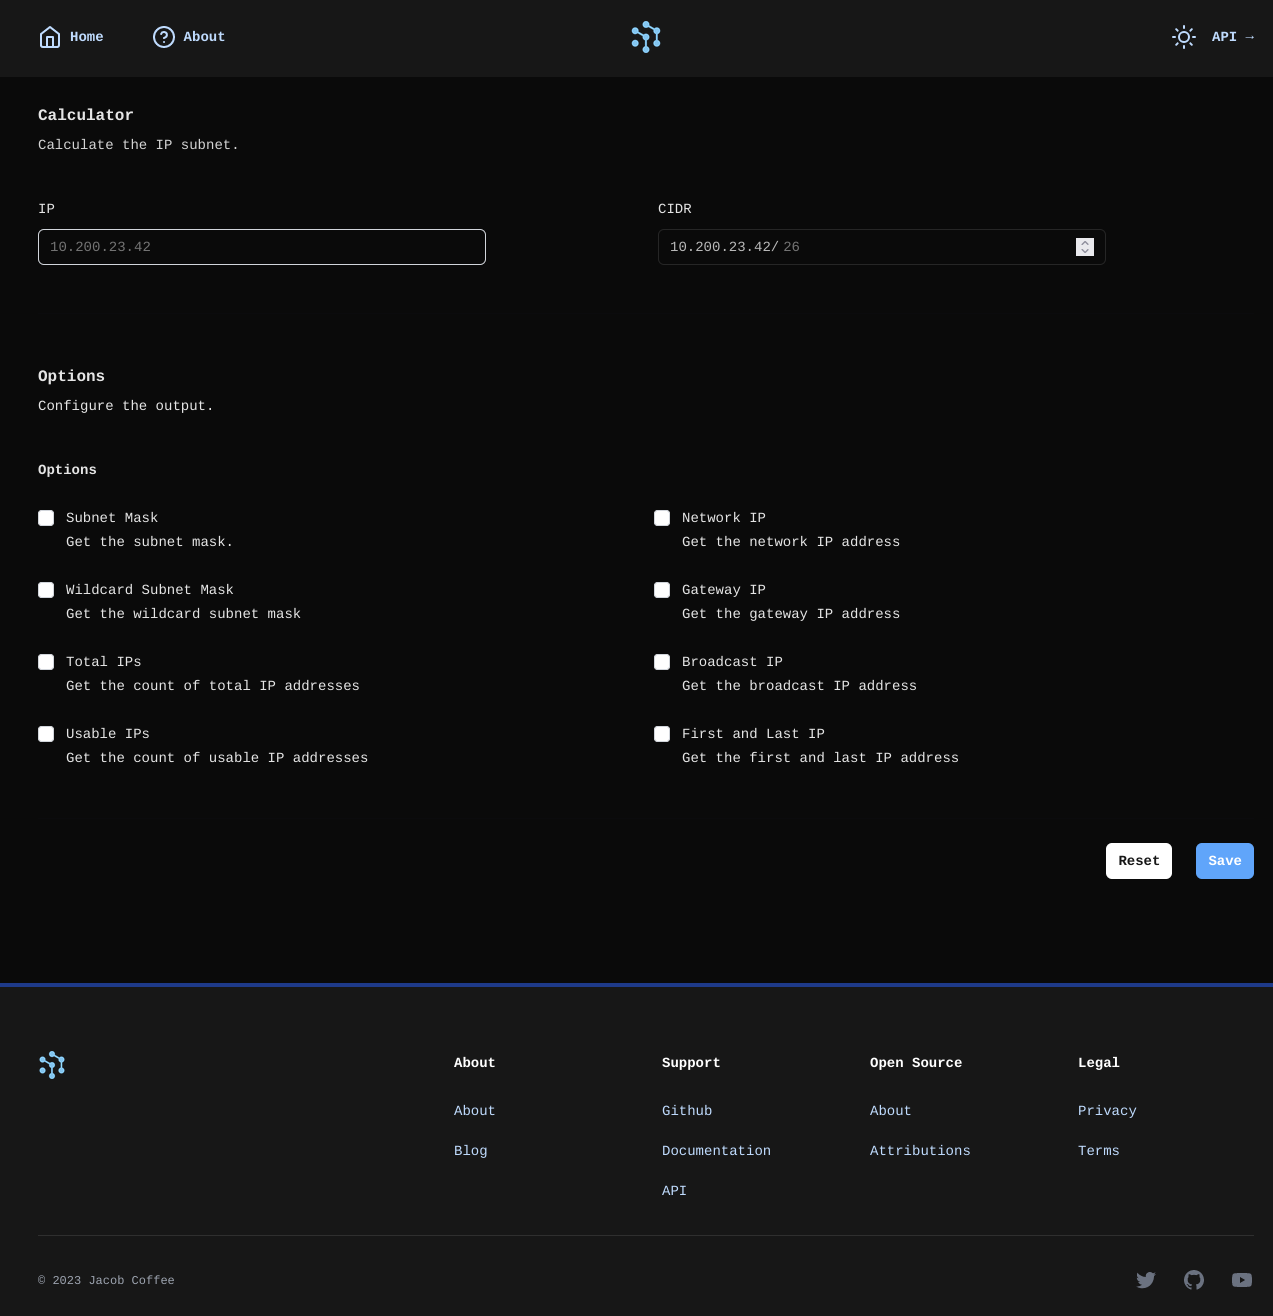 Home
About
API →
Calculator
Calculate the IP subnet.
IP
CIDR
10.200.23.42
10.200.23.42/ 26
Options
Configure the output.
Options
Subnet Mask
Get the subnet mask.
Network IP
Get the network IP address
Wildcard Subnet Mask
Get the wildcard subnet mask
Gateway IP
Get the gateway IP address
Total IPs
Get the count of total IP addresses
Broadcast IP
Get the broadcast IP address
Usable IPs
Get the count of usable IP addresses
First and Last IP
Get the first and last IP address
Reset
Save
About
About
Blog
Support
Github
Documentation
API
Open Source
About
Attributions
Legal
Privacy
Terms
© 2023 Jacob Coffee